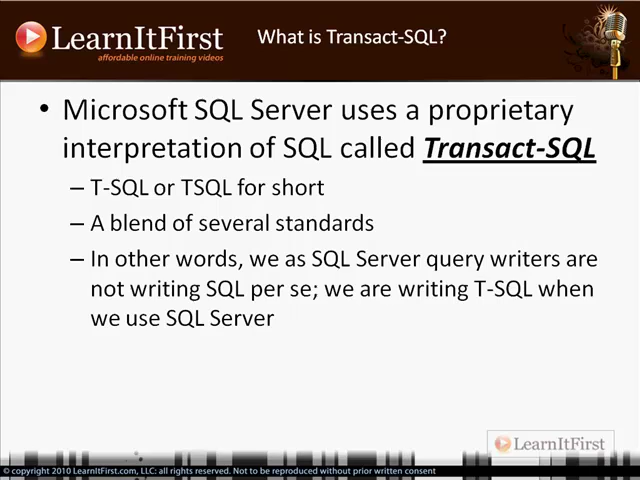 LearnItFirst
affordable online training videos
What is Transact-SQL?
• Microsoft SQL Server uses a proprietary
interpretation of SQL called Transact-SQL
– T-SQL or TSQL for short
– A blend of several standards
– In other words, we as SQL Server query writers are
not writing SQL per se; we are writing T-SQL when
we use SQL Server
LearnItFirst
© copyright 2010 LearnItFirst.com, LLC: all rights reserved. Not to be reproduced without prior written consent